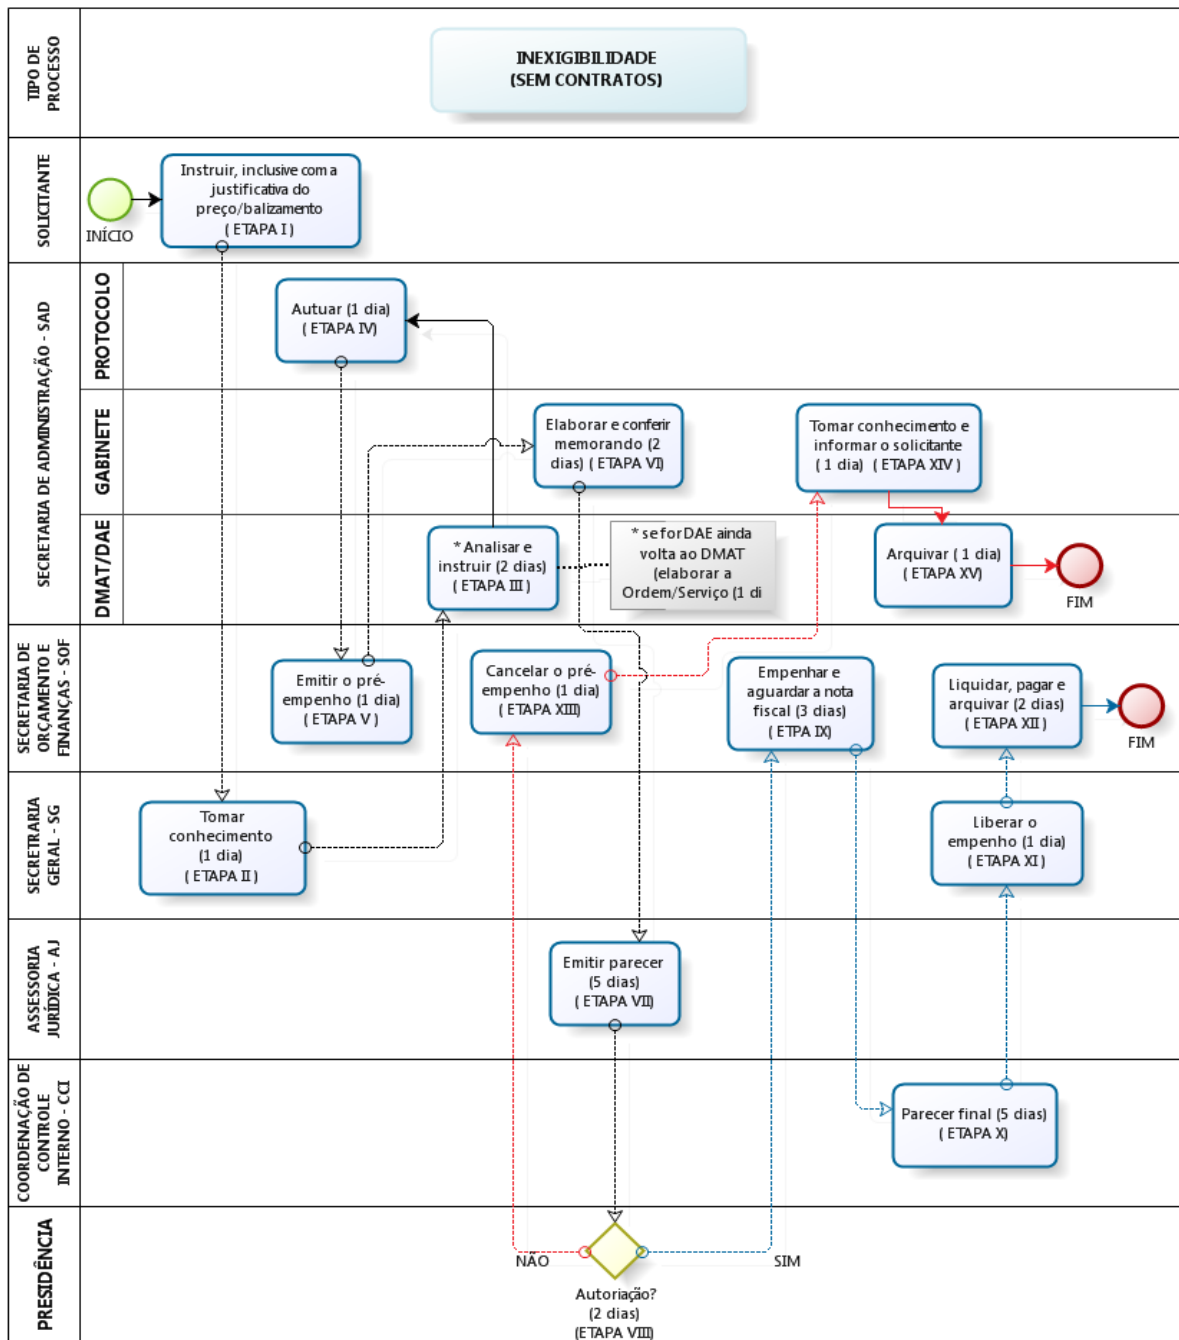 TIPO DE
PROCESSO
INEXIGIBILIDADE
(SEM CONTRATOS)
SOLICITANTE
INÍCIO
Instruir, inclusive com a
justificativa do
preço/balizamento
( ETAPA I )
SECRETARIA DE ADMINISTRAÇÃO - SAD
PROTOCOLO
Autuar (1 dia)
( ETAPA IV)
GABINETE
Elaborar e conferir
memorando (2
dias) ( ETAPA VI)
Tomar conhecimento e
informar o solicitante
( 1 dia) ( ETAPA XIV )
DMAT/DAE
* Analisar e
instruir (2 dias)
( ETAPA III )
* se for DAE ainda
volta ao DMAT
(elaborar a
Ordem/Serviço (1 di
Arquivar ( 1 dia)
( ETAPA XV)
FIM
SECRETARIA DE
ORÇAMENTO E
FINANÇAS - SOF
Emitir o pré-
empenho (1 dia)
( ETAPA V )
Cancelar o pré-
empenho (1 dia)
( ETAPA XIII)
Empenhar e
aguardar a nota
fiscal (3 dias)
( ETPA IX)
Liquidar, pagar e
arquivar (2 dias)
( ETAPA XII)
FIM
SECRETRARIA
GERAL - SG
Tomar
conhecimento
(1 dia)
( ETAPA II )
Liberar o
empenho (1 dia)
( ETAPA XI)
ASSESSORIA
JURÍDICA - AJ
Emitir parecer
(5 dias)
( ETAPA VII)
COORDENAÇÃO DE
CONTROLE
INTERNO - CCI
Parecer final (5 dias)
( ETAPA X)
PRESIDÊNCIA
NÃO
SIM
Autoriação?
(2 dias)
(ETAPA VIII)